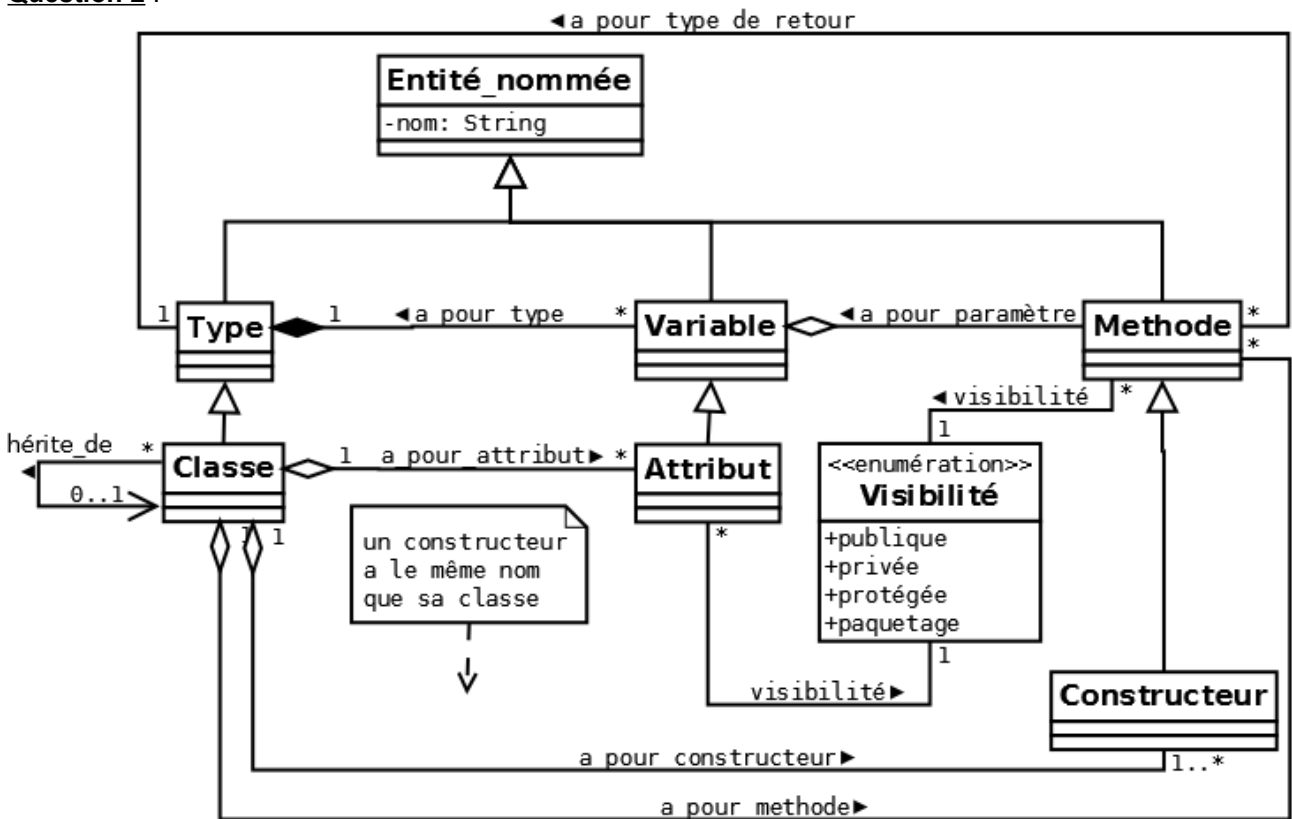 Question 2 :
◄a pour type de retour
Entité_nommée
-nom: String
1
Type
1
◄a pour type
*
Variable
◄a pour paramètre
Methode
*
*
hérite_de
*
0..1
Classe
1
a_pour_attribut►
*
Attribut
◄visibilité
*
1
<<enumération>>
Visibilité
+publique
+privée
+protégée
+paquetage
un constructeur
a le même nom
que sa classe
1
1
*
1
visibilité►
Constructeur
a pour constructeur►
1..*
a pour methode►